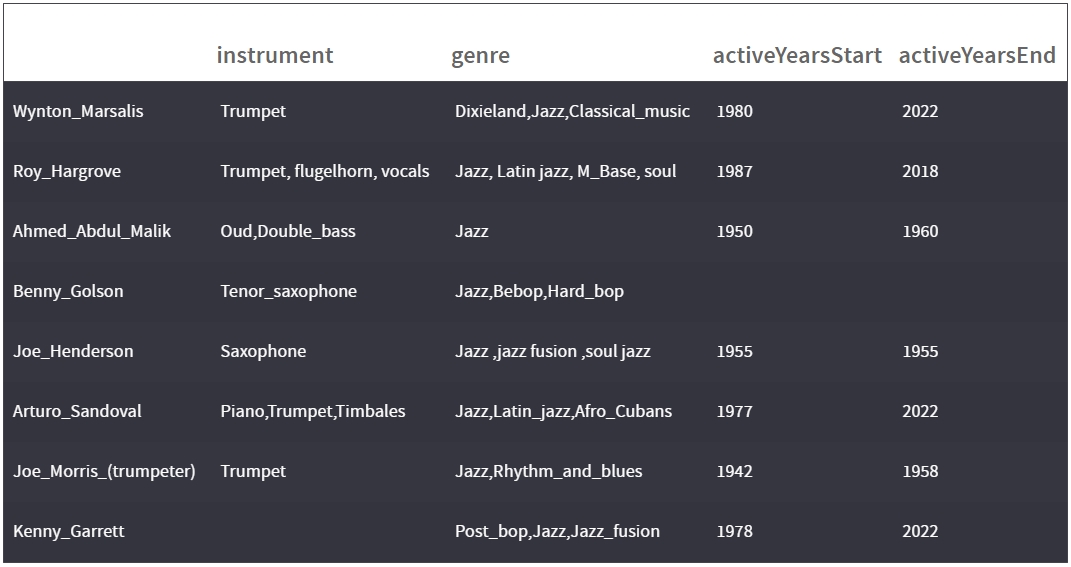 instrument genre activeYearsStart activeYearsEnd
Wynton_Marsalis Trumpet Dixieland,Jazz,Classical_music 1980 2022
Roy_Hargrove Trumpet, flugelhorn, vocals Jazz, Latin jazz, M_Base, soul 1987 2018
Ahmed_Abdul_Malik Oud,Double_bass Jazz 1950 1960
Benny_Golson Tenor_saxophone Jazz,Bebop,Hard_bop
Joe_Henderson Saxophone Jazz ,jazz fusion ,soul jazz 1955 1955
Arturo_Sandoval Piano,Trumpet,Timbales Jazz,Latin_jazz,Afro_Cubans 1977 2022
Joe_Morris_(trumpeter) Trumpet Jazz,Rhythm_and_blues 1942 1958
Kenny_Garrett Post_bop,Jazz,Jazz_fusion 1978 2022